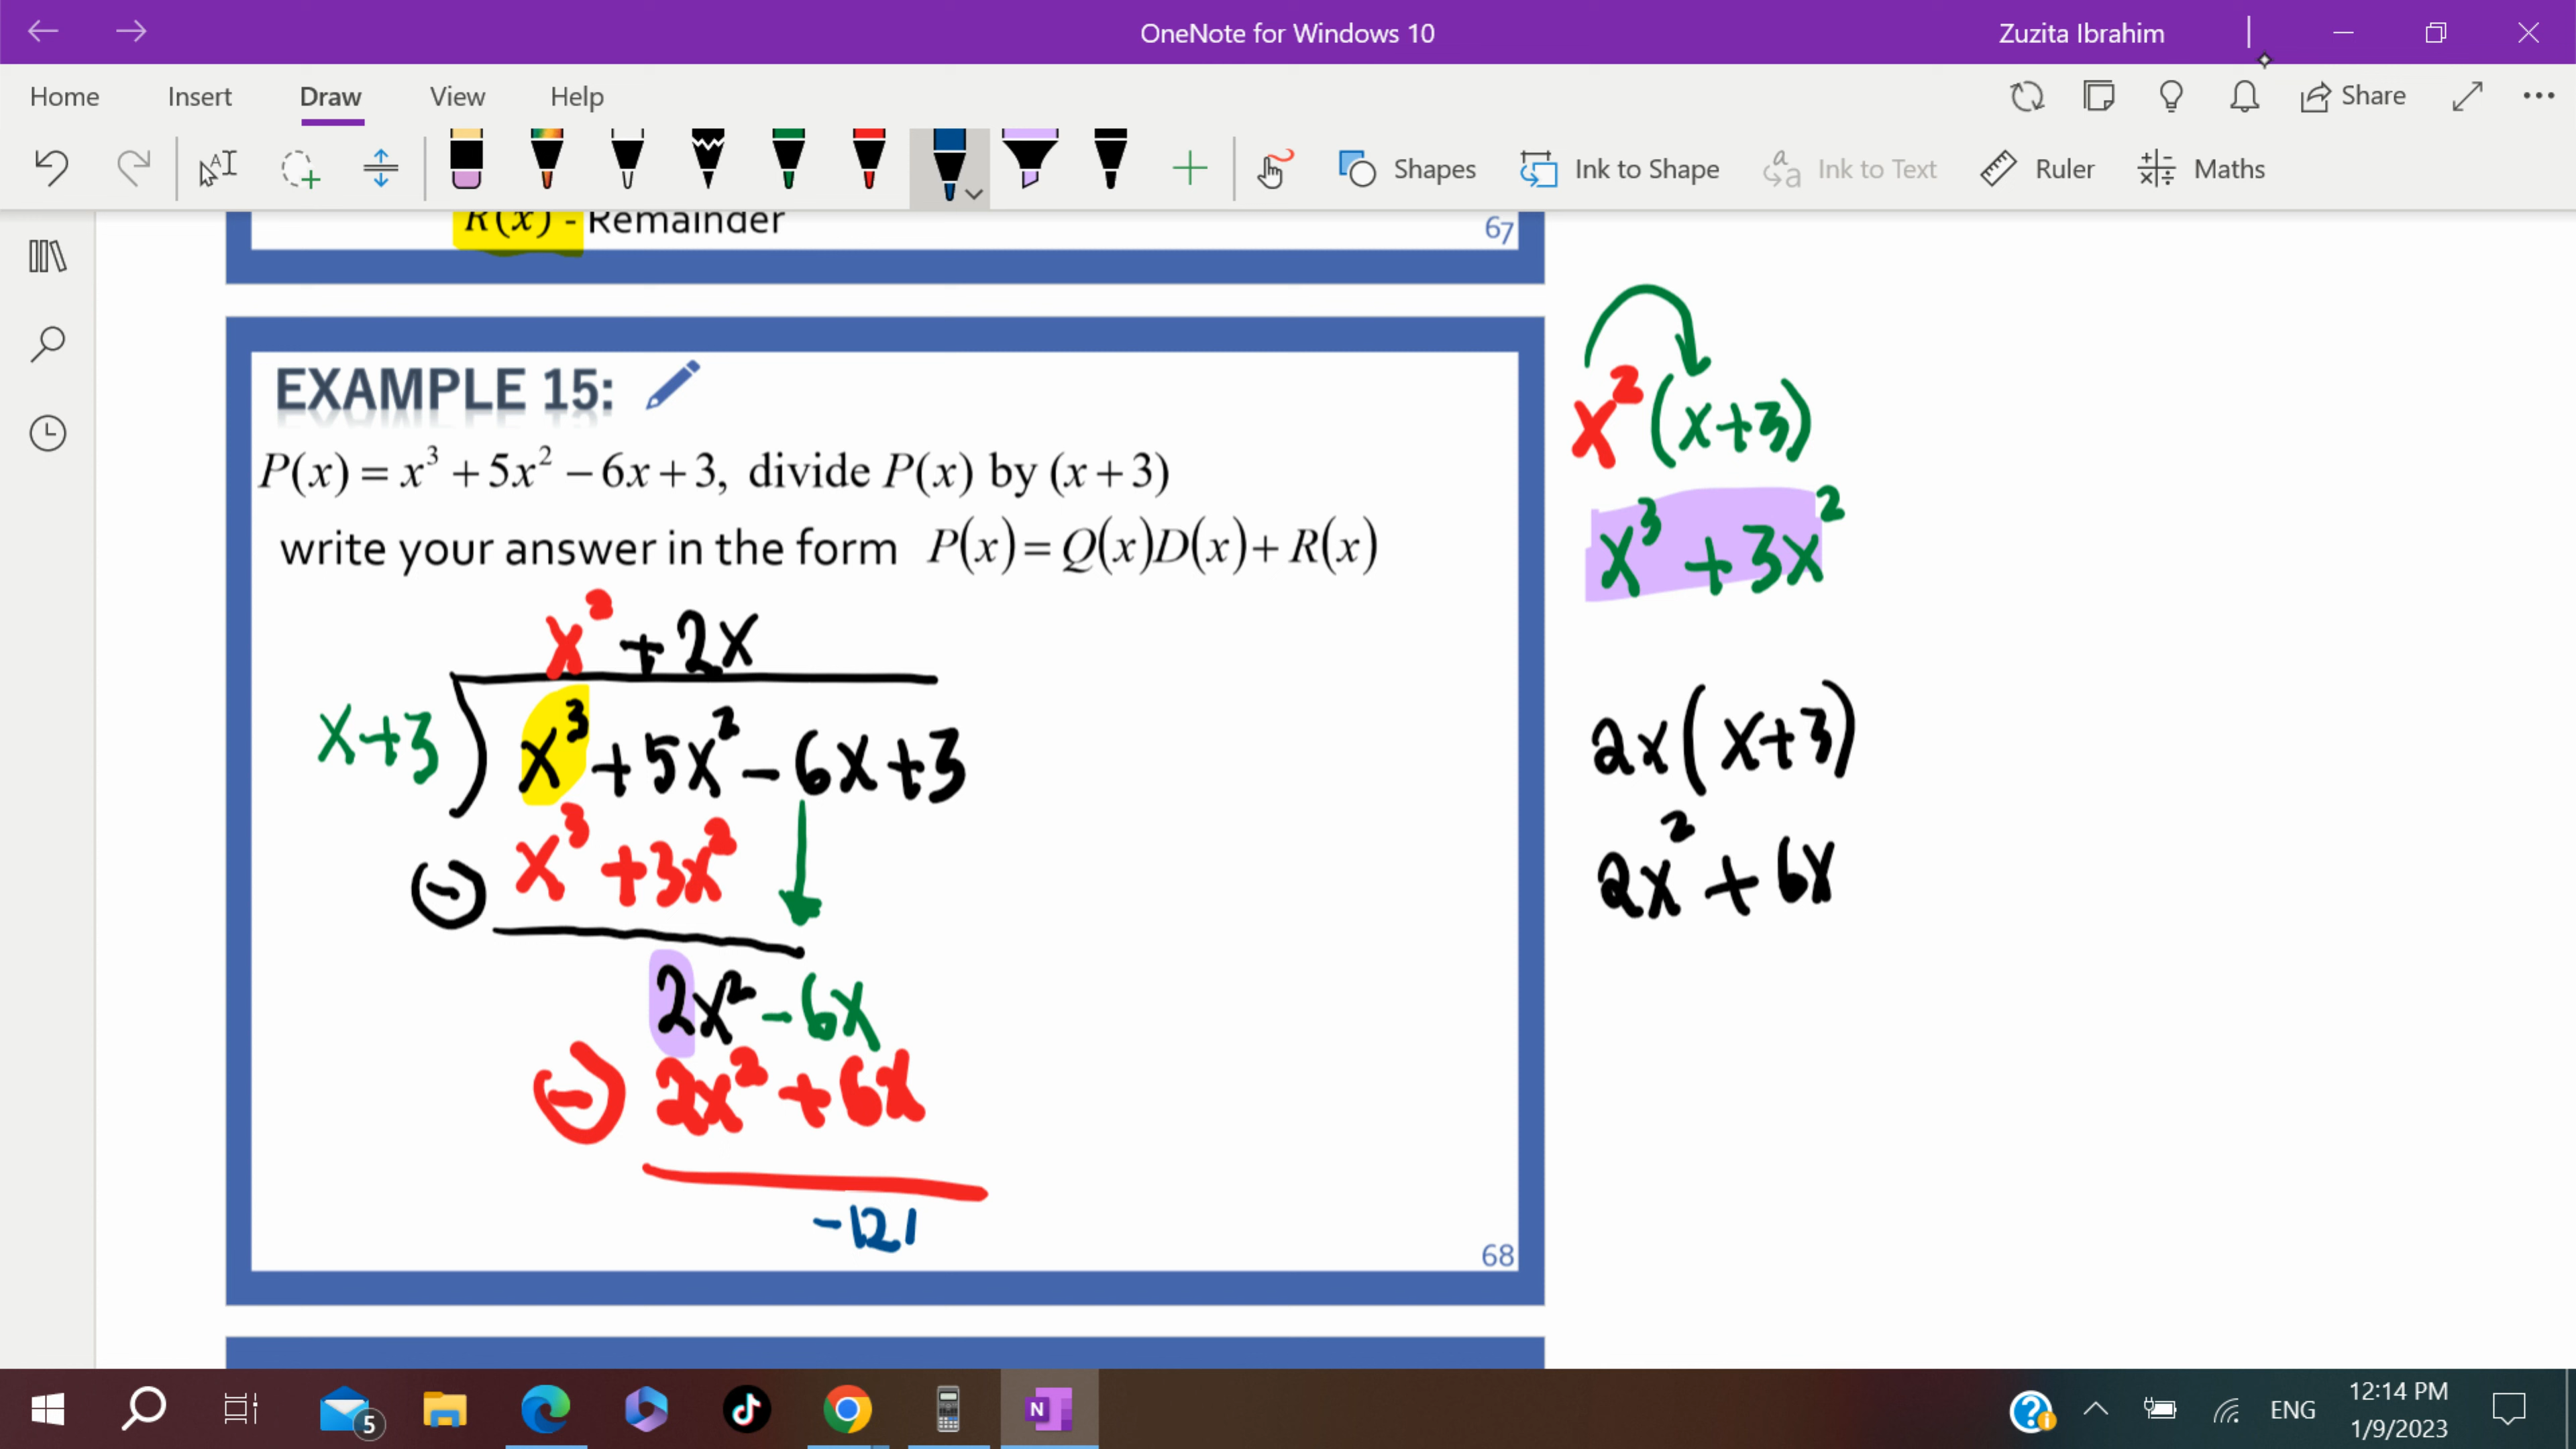 OneNote for Windows 10
Zuzita Ibrahim
Home Insert Draw View Help
Share
Shapes Ink to Shape Ink to Text Ruler Maths
R(x) - Remainder
67
EXAMPLE 15:
P(x) = x³ + 5x² − 6x + 3, divide P(x) by (x + 3)
write your answer in the form P(x) = Q(x)D(x) + R(x)
x² + 2x
x+3 ) x³ + 5x² − 6x + 3
(−) x³ + 3x²
2x² − 6x
(−) 2x² + 6x
−121
68
x² (x+3)
x³ + 3x²
2x (x+3)
2x² + 6x
5
N
ENG
12:14 PM
1/9/2023